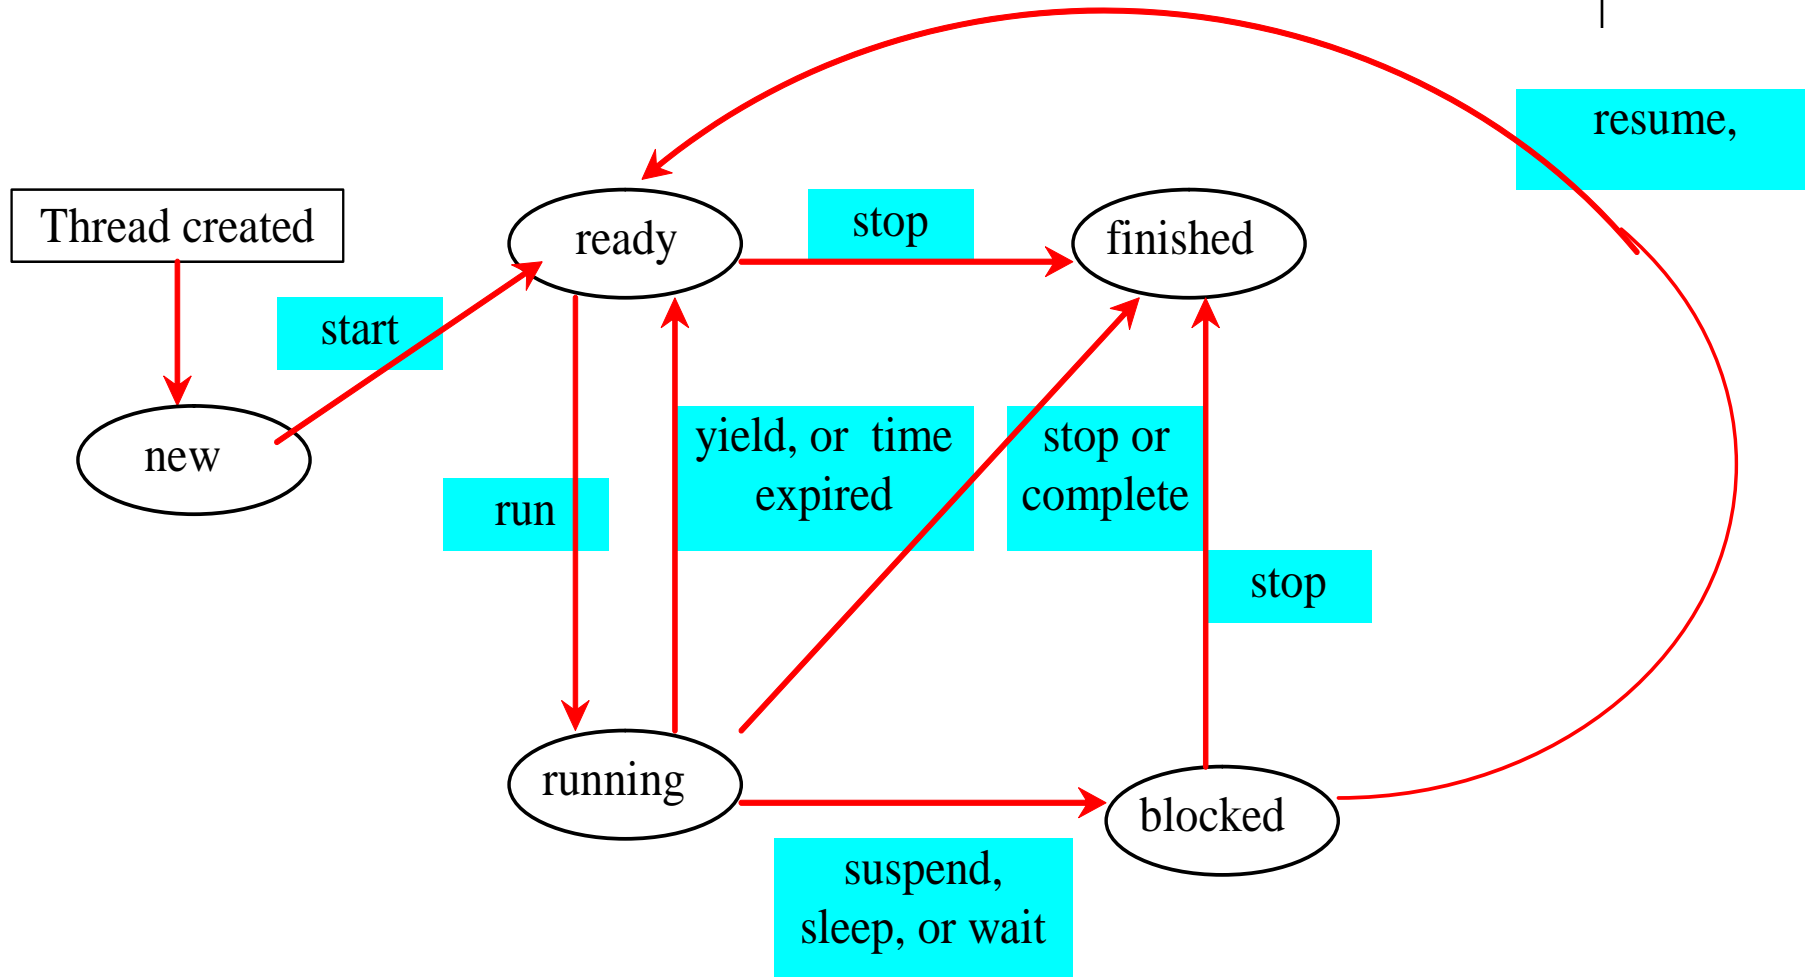 resume,
Thread created
ready
stop
finished
start
new
run
yield, or time
expired
stop or
complete
stop
running
blocked
suspend,
sleep, or wait